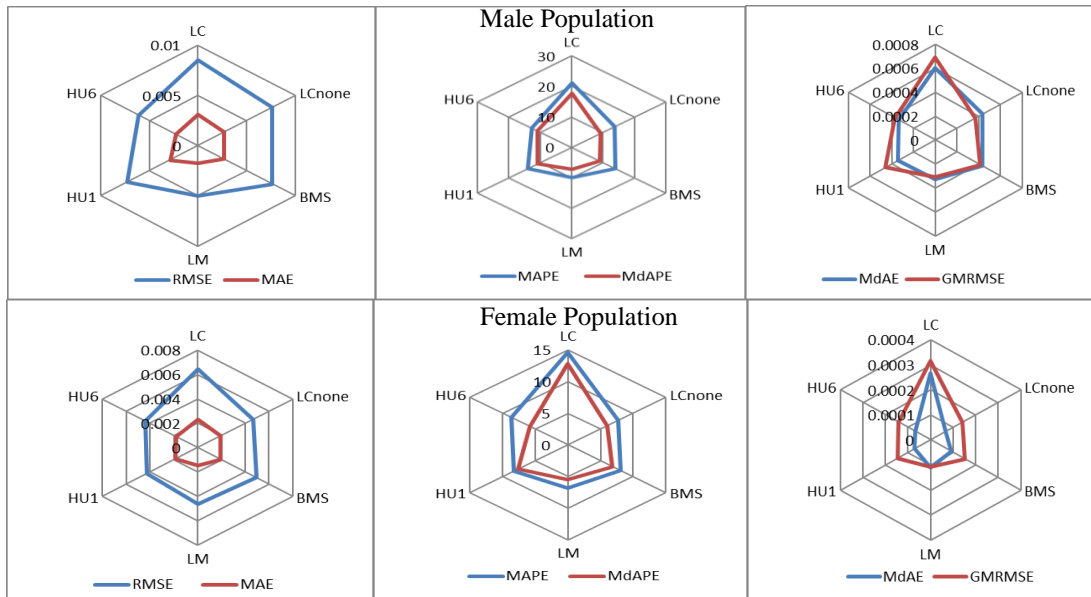 Male Population
LC
0.01
0.005
0
HU6
LCnone
HU1
BMS
LM
RMSE
MAE
LC
30
20
10
0
HU6
LCnone
HU1
BMS
LM
MAPE
MdAPE
LC
0.0008
0.0006
0.0004
0.0002
0
HU6
LCnone
HU1
BMS
LM
MdAE
GMRMSE
Female Population
LC
0.008
0.006
0.004
0.002
0
HU6
LCnone
HU1
BMS
LM
RMSE
MAE
LC
15
10
5
0
HU6
LCnone
HU1
BMS
LM
MAPE
MdAPE
LC
0.0004
0.0003
0.0002
0.0001
0
HU6
LCnone
HU1
BMS
LM
MdAE
GMRMSE